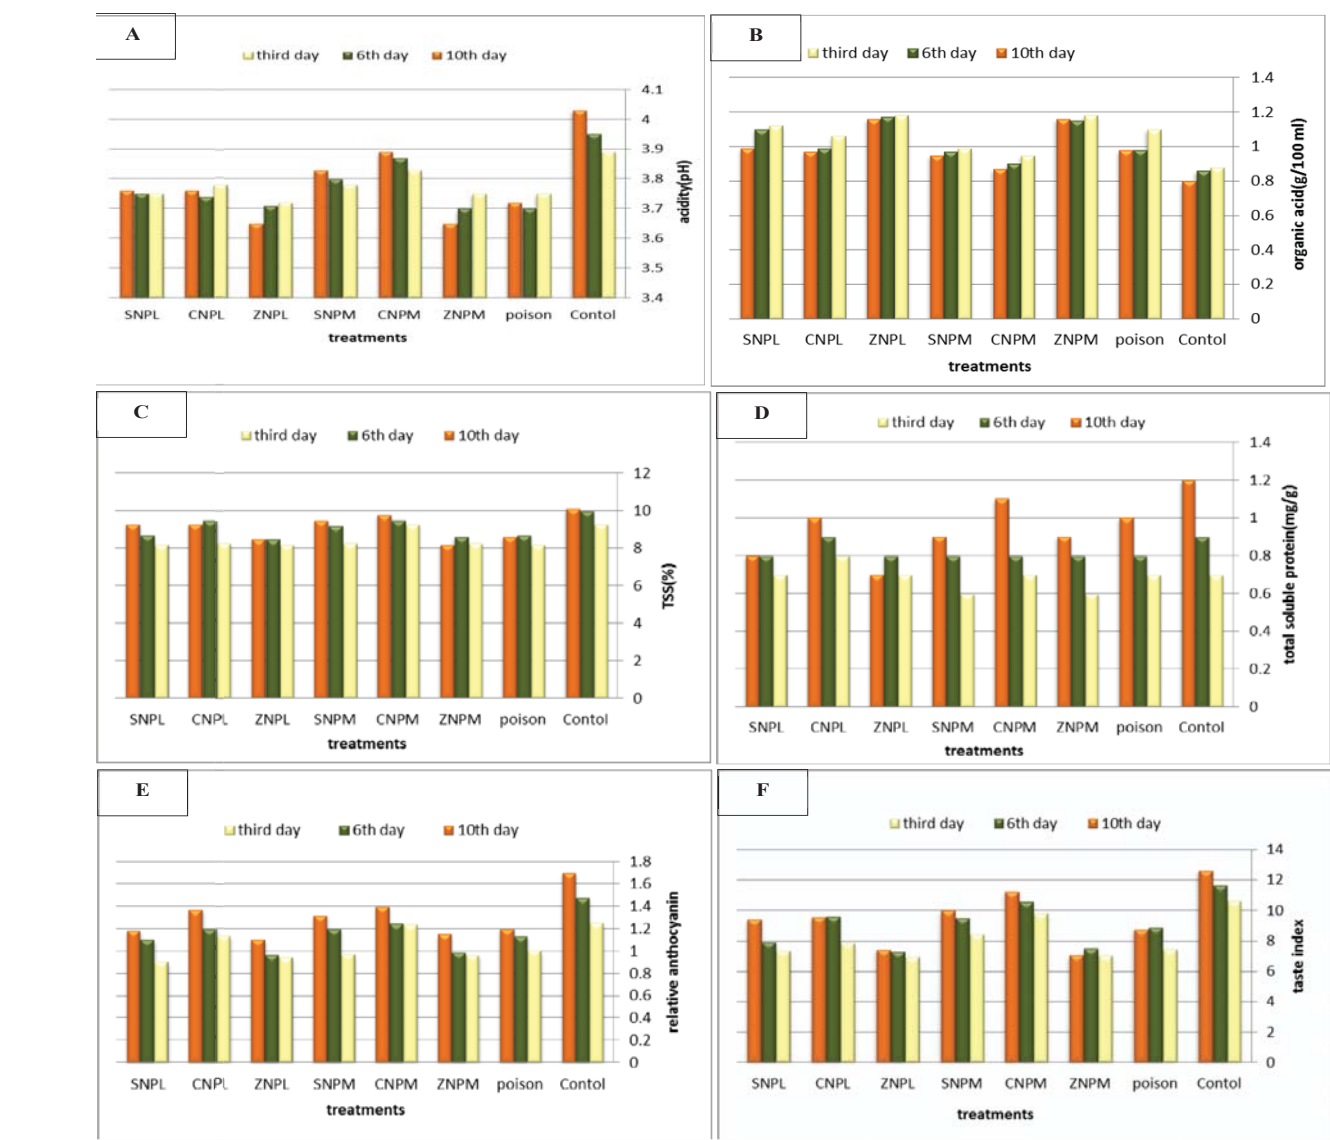 A
third day 6th day 10th day
4.1
4
3.9
3.8
3.7
3.6
3.5
3.4
acidity(pH)
SNPL CNPL ZNPL SNPM CNPM ZNPM poison Contol
treatments
B
third day 6th day 10th day
1.4
1.2
1
0.8
0.6
0.4
0.2
0
organic acid(g/100 ml)
SNPL CNPL ZNPL SNPM CNPM ZNPM poison Contol
treatments
C
third day 6th day 10th day
12
10
8
6
4
2
0
TSS(%)
SNPL CNPL ZNPL SNPM CNPM ZNPM poison Contol
treatments
D
third day 6th day 10th day
1.4
1.2
1
0.8
0.6
0.4
0.2
0
total soluble protein(mg/g)
SNPL CNPL ZNPL SNPM CNPM ZNPM poison Contol
treatments
E
third day 6th day 10th day
1.8
1.6
1.4
1.2
1
0.8
0.6
0.4
0.2
0
relative anthocyanin
SNPL CNPL ZNPL SNPM CNPM ZNPM poison Contol
treatments
F
third day 6th day 10th day
14
12
10
8
6
4
2
0
taste index
SNPL CNPL ZNPL SNPM CNPM ZNPM poison Contol
treatments